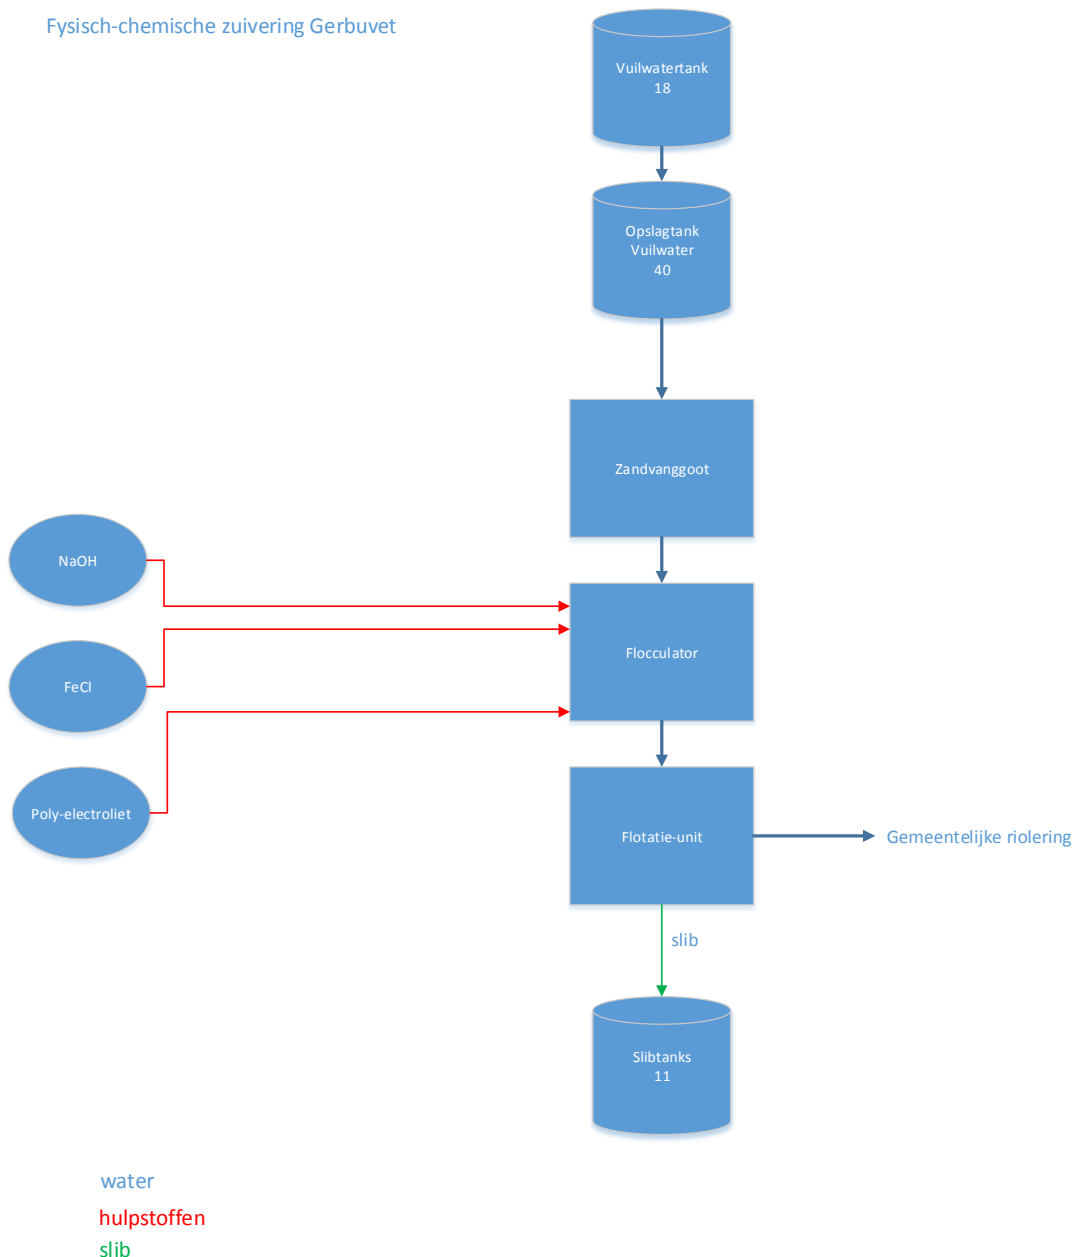 Fysisch-chemische zuivering Gerbuvet
Vuilwatertank
18
Opslagtank
Vuilwater
40
Zandvanggoot
NaOH
Flocculator
FeCl
Poly-electroliet
Flotatie-unit
Gemeentelijke riolering
slib
Slibtanks
11
water
hulpstoffen
slib